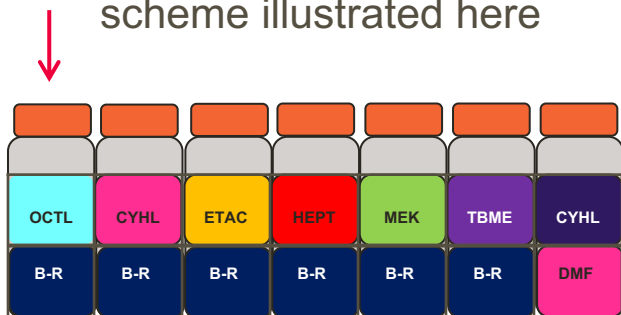 scheme illustrated here
OCTL CYHL ETAC HEPT MEK TBME CYHL
B-R B-R B-R B-R B-R B-R DMF